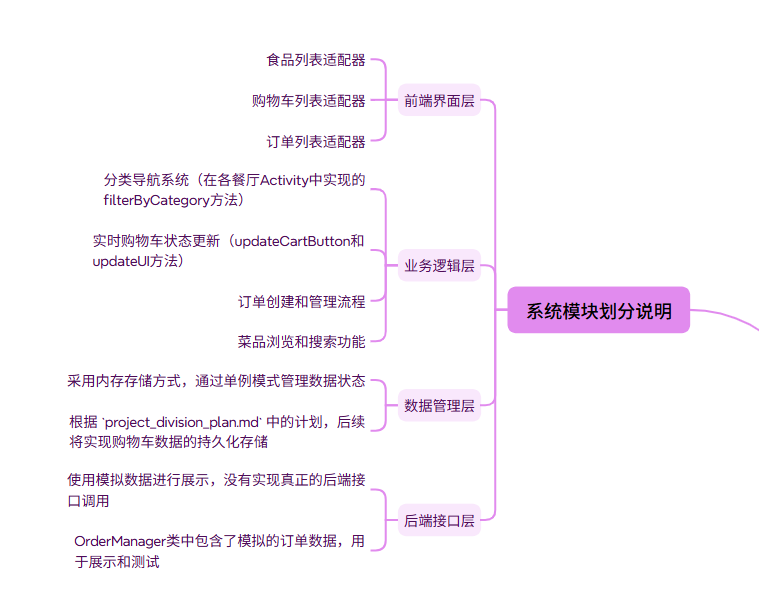 食品列表适配器
购物车列表适配器
订单列表适配器
前端界面层
分类导航系统（在各餐厅Activity中实现的
filterByCategory方法）
实时购物车状态更新（updateCartButton和
updateUI方法）
订单创建和管理流程
菜品浏览和搜索功能
业务逻辑层
系统模块划分说明
采用内存存储方式，通过单例模式管理数据状态
根据 `project_division_plan.md` 中的计划，后续
将实现购物车数据的持久化存储
数据管理层
使用模拟数据进行展示，没有实现真正的后端接
口调用
OrderManager类中包含了模拟的订单数据，用
于展示和测试
后端接口层